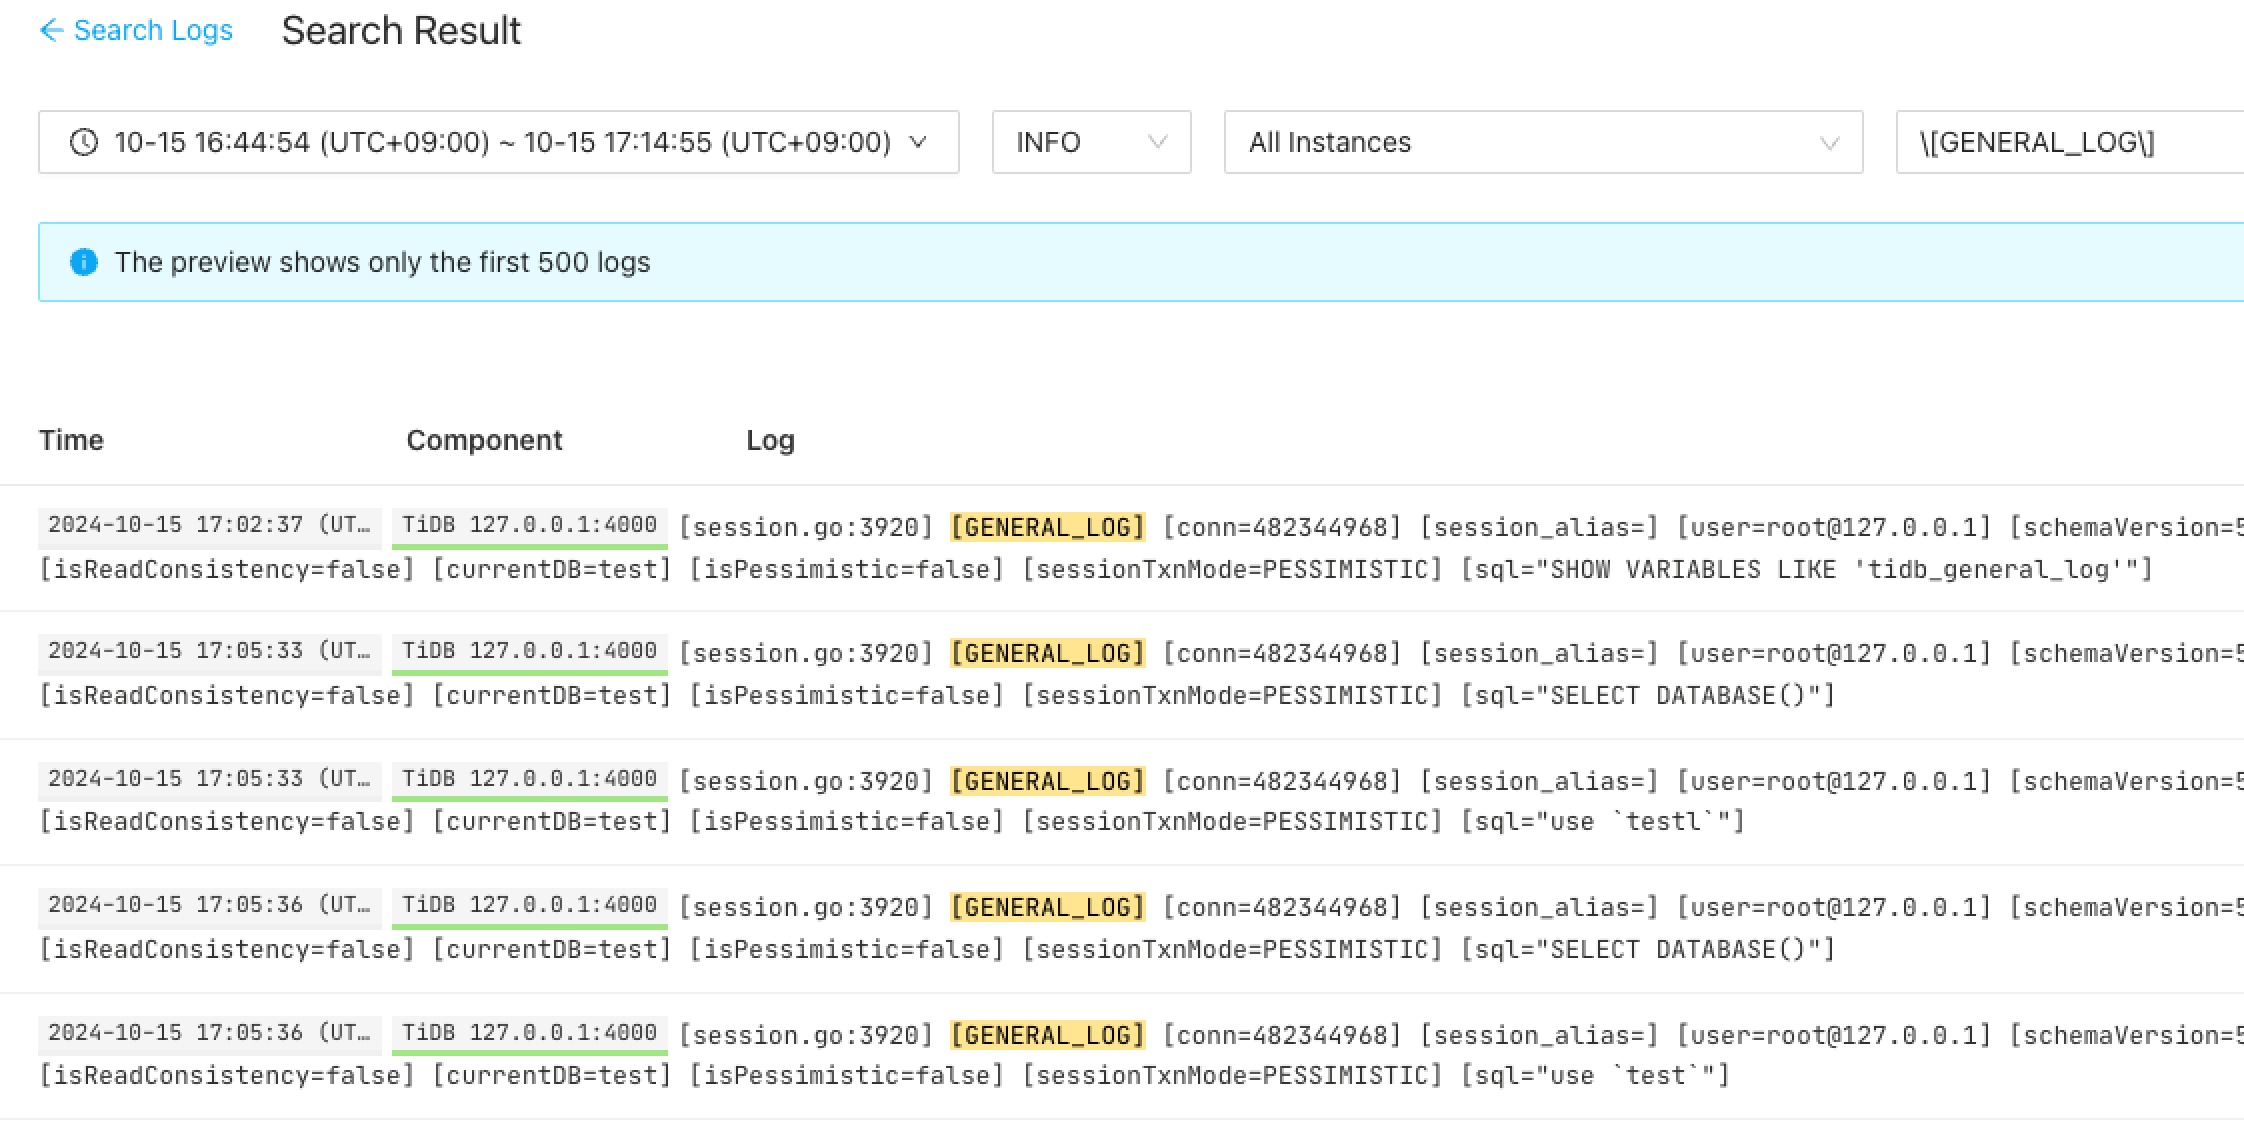 ← Search Logs Search Result
10-15 16:44:54 (UTC+09:00) ~ 10-15 17:14:55 (UTC+09:00) INFO All Instances \[GENERAL_LOG\]
The preview shows only the first 500 logs
Time Component Log
2024-10-15 17:02:37 (UT… TiDB 127.0.0.1:4000 [session.go:3920] [GENERAL_LOG] [conn=482344968] [session_alias=] [user=root@127.0.0.1] [schemaVersion=5
[isReadConsistency=false] [currentDB=test] [isPessimistic=false] [sessionTxnMode=PESSIMISTIC] [sql="SHOW VARIABLES LIKE 'tidb_general_log'"]
2024-10-15 17:05:33 (UT… TiDB 127.0.0.1:4000 [session.go:3920] [GENERAL_LOG] [conn=482344968] [session_alias=] [user=root@127.0.0.1] [schemaVersion=5
[isReadConsistency=false] [currentDB=test] [isPessimistic=false] [sessionTxnMode=PESSIMISTIC] [sql="SELECT DATABASE()"]
2024-10-15 17:05:33 (UT… TiDB 127.0.0.1:4000 [session.go:3920] [GENERAL_LOG] [conn=482344968] [session_alias=] [user=root@127.0.0.1] [schemaVersion=5
[isReadConsistency=false] [currentDB=test] [isPessimistic=false] [sessionTxnMode=PESSIMISTIC] [sql="use `testl`"]
2024-10-15 17:05:36 (UT… TiDB 127.0.0.1:4000 [session.go:3920] [GENERAL_LOG] [conn=482344968] [session_alias=] [user=root@127.0.0.1] [schemaVersion=5
[isReadConsistency=false] [currentDB=test] [isPessimistic=false] [sessionTxnMode=PESSIMISTIC] [sql="SELECT DATABASE()"]
2024-10-15 17:05:36 (UT… TiDB 127.0.0.1:4000 [session.go:3920] [GENERAL_LOG] [conn=482344968] [session_alias=] [user=root@127.0.0.1] [schemaVersion=5
[isReadConsistency=false] [currentDB=test] [isPessimistic=false] [sessionTxnMode=PESSIMISTIC] [sql="use `test`"]